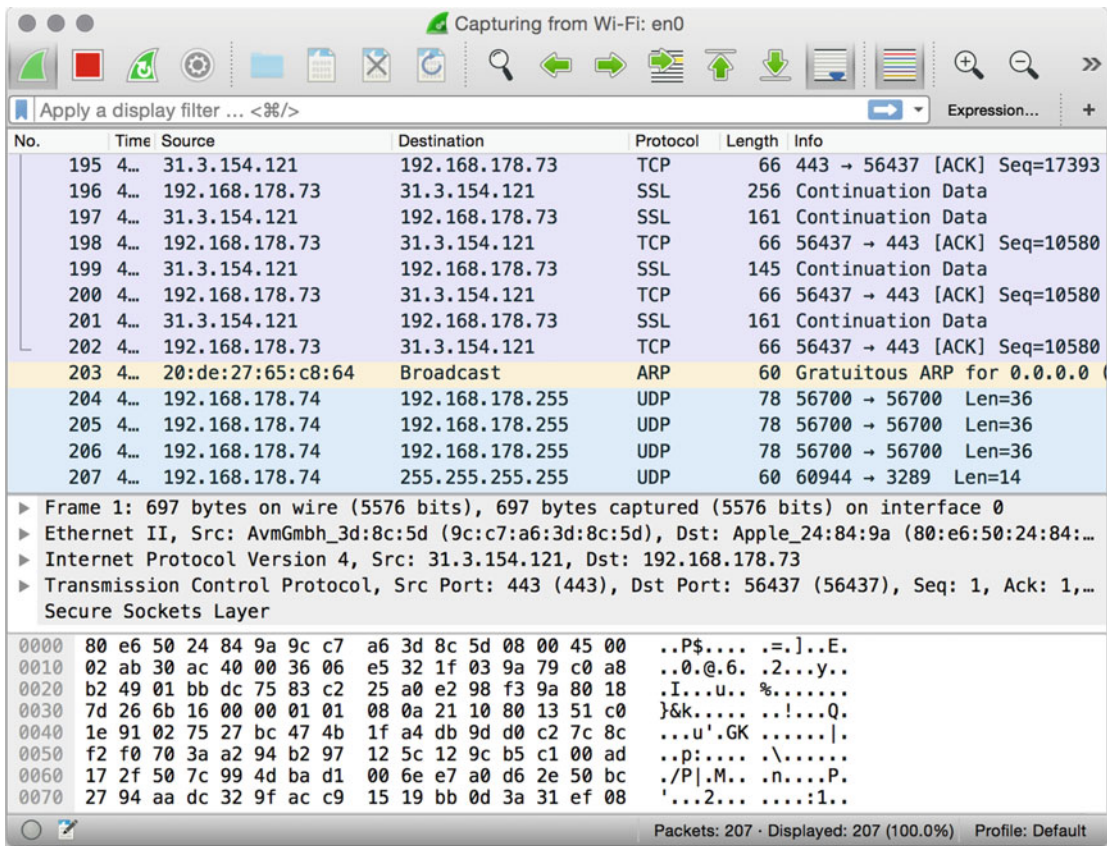 Capturing from Wi-Fi: en0
Apply a display filter … <⌘/>
Expression… +
No. Time Source Destination Protocol Length Info
195 4… 31.3.154.121 192.168.178.73 TCP 66 443 → 56437 [ACK] Seq=17393
196 4… 192.168.178.73 31.3.154.121 SSL 256 Continuation Data
197 4… 31.3.154.121 192.168.178.73 SSL 161 Continuation Data
198 4… 192.168.178.73 31.3.154.121 TCP 66 56437 → 443 [ACK] Seq=10580
199 4… 31.3.154.121 192.168.178.73 SSL 145 Continuation Data
200 4… 192.168.178.73 31.3.154.121 TCP 66 56437 → 443 [ACK] Seq=10580
201 4… 31.3.154.121 192.168.178.73 SSL 161 Continuation Data
202 4… 192.168.178.73 31.3.154.121 TCP 66 56437 → 443 [ACK] Seq=10580
203 4… 20:de:27:65:c8:64 Broadcast ARP 60 Gratuitous ARP for 0.0.0.0 (
204 4… 192.168.178.74 192.168.178.255 UDP 78 56700 → 56700 Len=36
205 4… 192.168.178.74 192.168.178.255 UDP 78 56700 → 56700 Len=36
206 4… 192.168.178.74 192.168.178.255 UDP 78 56700 → 56700 Len=36
207 4… 192.168.178.74 255.255.255.255 UDP 60 60944 → 3289 Len=14
Frame 1: 697 bytes on wire (5576 bits), 697 bytes captured (5576 bits) on interface 0
Ethernet II, Src: AvmGmbh_3d:8c:5d (9c:c7:a6:3d:8c:5d), Dst: Apple_24:84:9a (80:e6:50:24:84:…
Internet Protocol Version 4, Src: 31.3.154.121, Dst: 192.168.178.73
Transmission Control Protocol, Src Port: 443 (443), Dst Port: 56437 (56437), Seq: 1, Ack: 1,…
Secure Sockets Layer
0000 80 e6 50 24 84 9a 9c c7 a6 3d 8c 5d 08 00 45 00 ..P$.... .=.]..E.
0010 02 ab 30 ac 40 00 36 06 e5 32 1f 03 9a 79 c0 a8 ..0.@.6. .2...y..
0020 b2 49 01 bb dc 75 83 c2 25 a0 e2 98 f3 9a 80 18 .I...u.. %.......
0030 7d 26 6b 16 00 00 01 01 08 0a 21 10 80 13 51 c0 }&k..... ..!...Q.
0040 1e 91 02 75 27 bc 47 4b 1f a4 db 9d d0 c2 7c 8c ...u'.GK ......|.
0050 f2 f0 70 3a a2 94 b2 97 12 5c 12 9c b5 c1 00 ad ..p:.... .\......
0060 17 2f 50 7c 99 4d ba d1 00 6e e7 a0 d6 2e 50 bc ./P|.M.. .n....P.
0070 27 94 aa dc 32 9f ac c9 15 19 bb 0d 3a 31 ef 08 '...2... ....:1..
Packets: 207 · Displayed: 207 (100.0%) Profile: Default